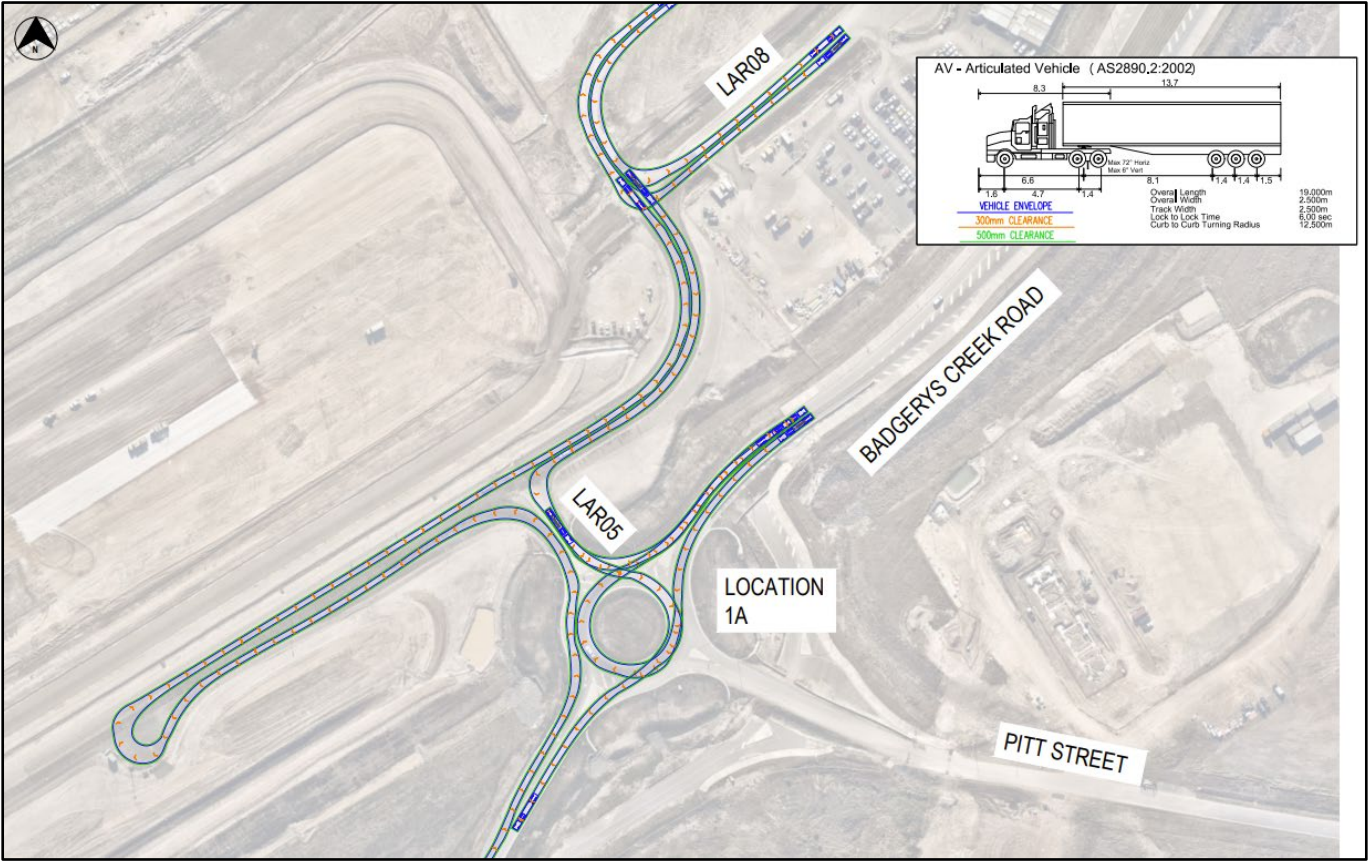 N
LAR08
AV - Articulated Vehicle (AS2890.2:2002)
8.3
13.7
Max 72° Horiz
Max 6° Vert
6.6
8.1
1.4
1.4
1.5
1.6
4.7
1.4
VEHICLE ENVELOPE
300mm CLEARANCE
500mm CLEARANCE
Overall Length 19.000m
Overall Width 2.500m
Track Width 2.500m
Lock to Lock Time 6.00 sec
Curb to Curb Turning Radius 12.500m
BADGERYS CREEK ROAD
LAR05
LOCATION
1A
PITT STREET